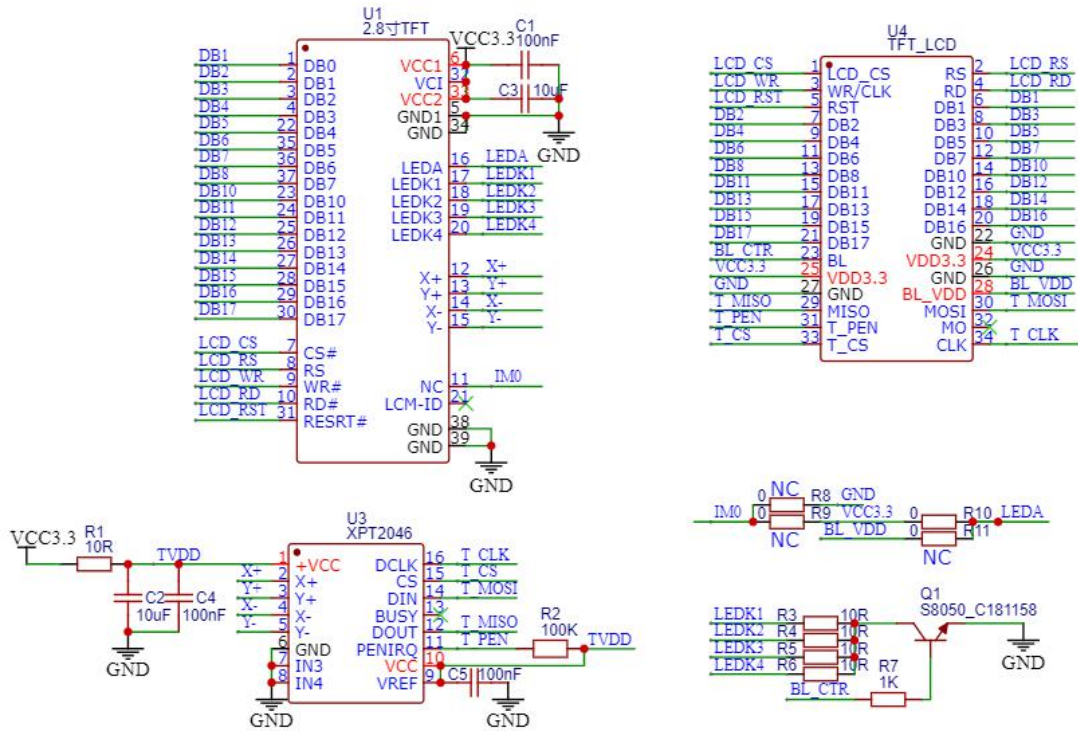 U1
2.8寸TFT
DB1 1 DB0
DB2 2 DB1
DB3 3 DB2
DB4 4 DB3
DB5 22 DB4
DB6 35 DB5
DB7 36 DB6
DB8 37 DB7
DB10 23 DB10
DB11 24 DB11
DB12 25 DB12
DB13 26 DB13
DB14 27 DB14
DB15 28 DB15
DB16 29 DB16
DB17 30 DB17
LCD_CS 7 CS#
LCD_RS 8 RS
LCD_WR 9 WR#
LCD_RD 10 RD#
LCD_RST 31 RESRT#
VCC1 6
VCI 32
VCC2 33
GND1 5
GND 34
LEDA 16 LEDA
LEDK1 17 LEDK1
LEDK2 18 LEDK2
LEDK3 19 LEDK3
LEDK4 20 LEDK4
X+ 12 X+
Y+ 13 Y+
X- 14 X-
Y- 15 Y-
NC 11 IM0
LCM-ID 21
GND 38
GND 39
GND
VCC3.3
C1
100nF
C3 10uF
GND
U4
TFT_LCD
LCD_CS 1 LCD_CS RS 2 LCD_RS
LCD_WR 3 WR/CLK RD 4 LCD_RD
LCD_RST 5 RST DB1 6 DB1
DB2 7 DB2 DB3 8 DB3
DB4 9 DB4 DB5 10 DB5
DB6 11 DB6 DB7 12 DB7
DB8 13 DB8 DB10 14 DB10
DB11 15 DB11 DB12 16 DB12
DB13 17 DB13 DB14 18 DB14
DB15 19 DB15 DB16 20 DB16
DB17 21 DB17 GND 22 GND
BL_CTR 23 BL VDD3.3 24 VCC3.3
VCC3.3 25 VDD3.3 GND 26 GND
GND 27 GND BL_VDD 28 BL_VDD
T_MISO 29 MISO MOSI 30 T_MOSI
T_PEN 31 T_PEN MO 32
T_CS 33 T_CS CLK 34 T_CLK
VCC3.3
R1
10R
TVDD
C2
10uF
C4
100nF
GND
U3
XPT2046
1 +VCC DCLK 16 T_CLK
X+ 2 X+ CS 15 T_CS
Y+ 3 Y+ DIN 14 T_MOSI
X- 4 X- BUSY 13
Y- 5 Y- DOUT 12 T_MISO
6 GND PENIRQ 11 T_PEN
7 IN3 VCC 10
8 IN4 VREF 9
GND
R2
100K
TVDD
C5 100nF
GND
NC
IM0 0 R8 GND
0 R9 VCC3.3 0 R10 LEDA
NC BL_VDD 0 R11
NC
LEDK1 R3 10R
LEDK2 R4 10R
LEDK3 R5 10R
LEDK4 R6 10R
BL_CTR R7
1K
Q1
S8050_C181158
GND